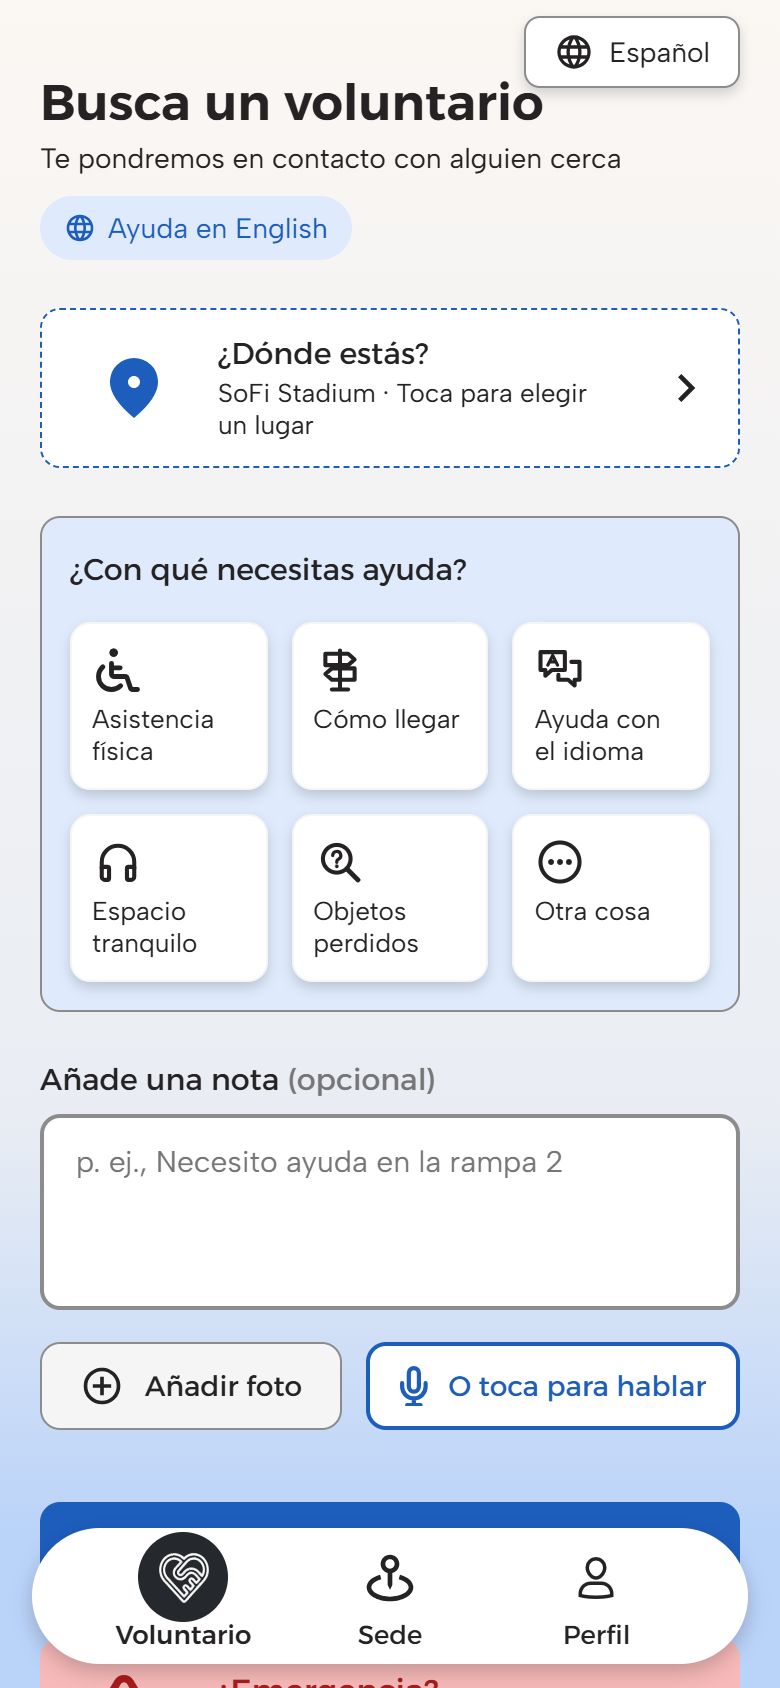 Español
Busca un voluntario
Te pondremos en contacto con alguien cerca
Ayuda en English
¿Dónde estás?
SoFi Stadium · Toca para elegir
un lugar
¿Con qué necesitas ayuda?
Asistencia
física
Cómo llegar
Ayuda con
el idioma
Espacio
tranquilo
Objetos
perdidos
Otra cosa
Añade una nota (opcional)
p. ej., Necesito ayuda en la rampa 2
Añadir foto
O toca para hablar
Voluntario
Sede
Perfil
¿Emergencia?